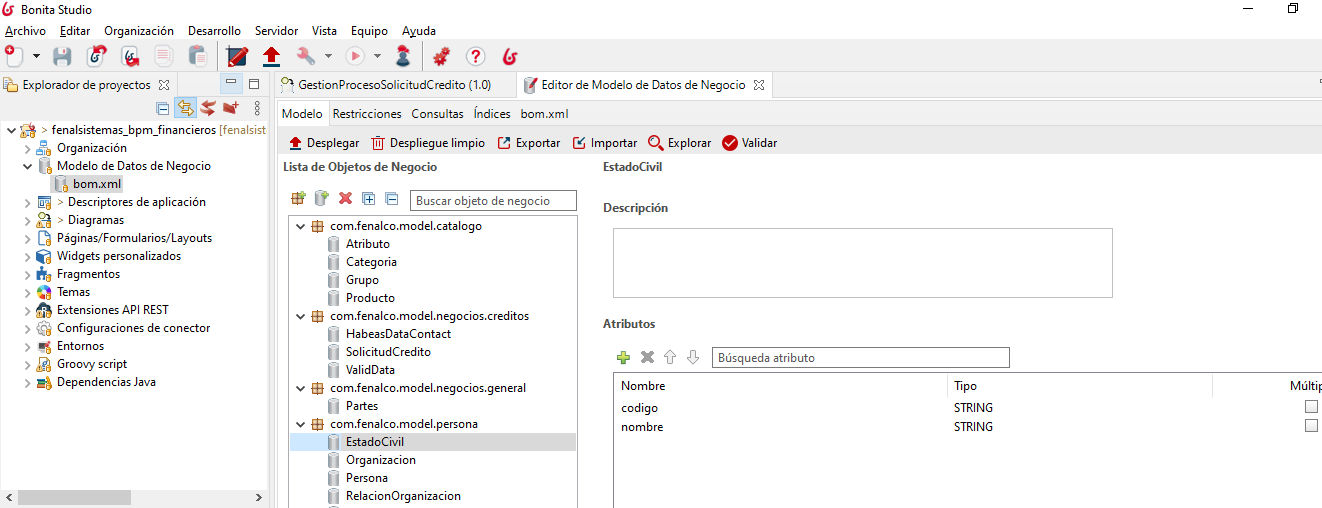 Bonita Studio
Archivo Editar Organización Desarrollo Servidor Vista Equipo Ayuda
Explorador de proyectos
> fenalsistemas_bpm_financieros [fenalsist
Organización
Modelo de Datos de Negocio
bom.xml
> Descriptores de aplicación
> Diagramas
Páginas/Formularios/Layouts
Widgets personalizados
Fragmentos
Temas
Extensiones API REST
Configuraciones de conector
Entornos
Groovy script
Dependencias Java
GestionProcesoSolicitudCredito (1.0)
Editor de Modelo de Datos de Negocio
Modelo Restricciones Consultas Índices bom.xml
Desplegar Despliegue limpio Exportar Importar Explorar Validar
Lista de Objetos de Negocio
Buscar objeto de negocio
com.fenalco.model.catalogo
Atributo
Categoria
Grupo
Producto
com.fenalco.model.negocios.creditos
HabeasDataContact
SolicitudCredito
ValidData
com.fenalco.model.negocios.general
Partes
com.fenalco.model.persona
EstadoCivil
Organizacion
Persona
RelacionOrganizacion
EstadoCivil
Descripción
Atributos
Búsqueda atributo
Nombre Tipo Múltip
codigo STRING
nombre STRING